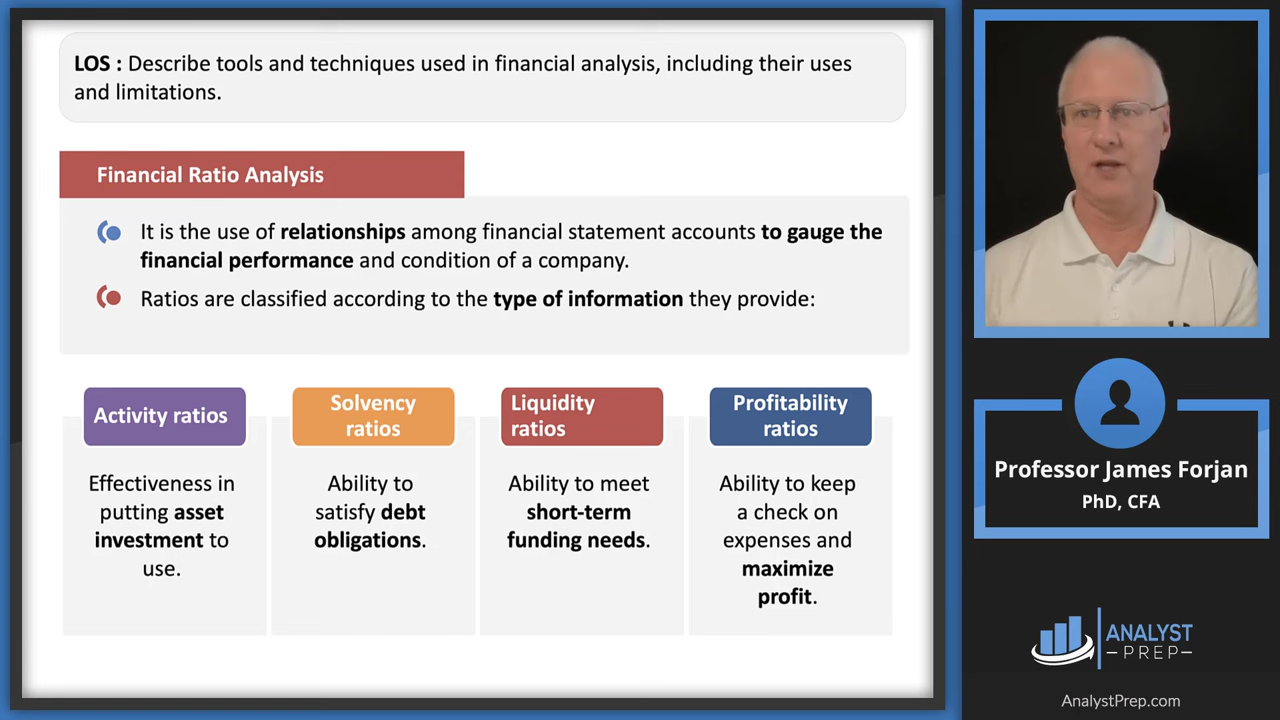 LOS : Describe tools and techniques used in financial analysis, including their uses
and limitations.
Financial Ratio Analysis
It is the use of relationships among financial statement accounts to gauge the
financial performance and condition of a company.
Ratios are classified according to the type of information they provide:
Activity ratios
Effectiveness in
putting asset
investment to
use.
Solvency
ratios
Ability to
satisfy debt
obligations.
Liquidity
ratios
Ability to meet
short-term
funding needs.
Profitability
ratios
Ability to keep
a check on
expenses and
maximize
profit.
Professor James Forjan
PhD, CFA
ANALYST
PREP
AnalystPrep.com